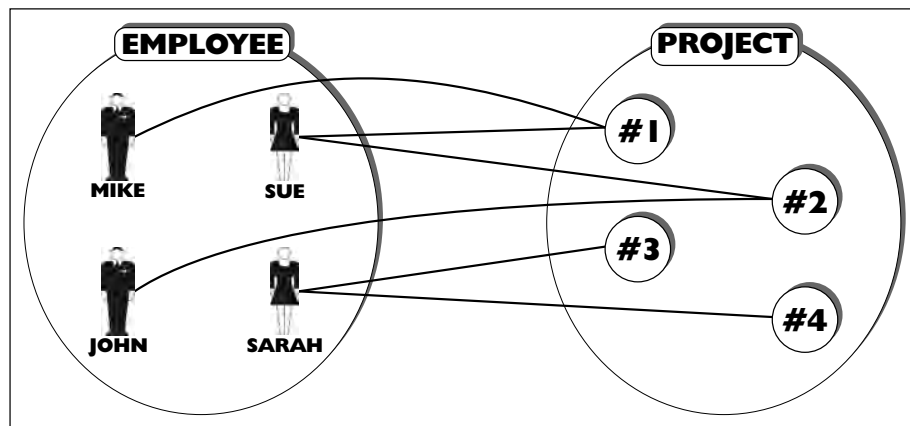 EMPLOYEE
PROJECT
MIKE
SUE
JOHN
SARAH
#1
#2
#3
#4